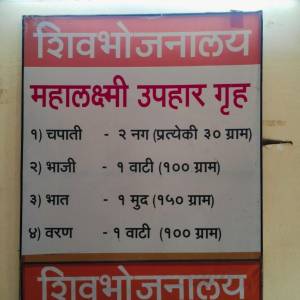 शिवभोजनालय
महालक्ष्मी उपहार गृह
१) चपाती - २ नग (प्रत्येकी ३० ग्राम)
२) भाजी - १ वाटी (१०० ग्राम)
३) भात - १ मुद (१५० ग्राम)
४) वरण - १ वाटी (१०० ग्राम)
शिवभोजनालय